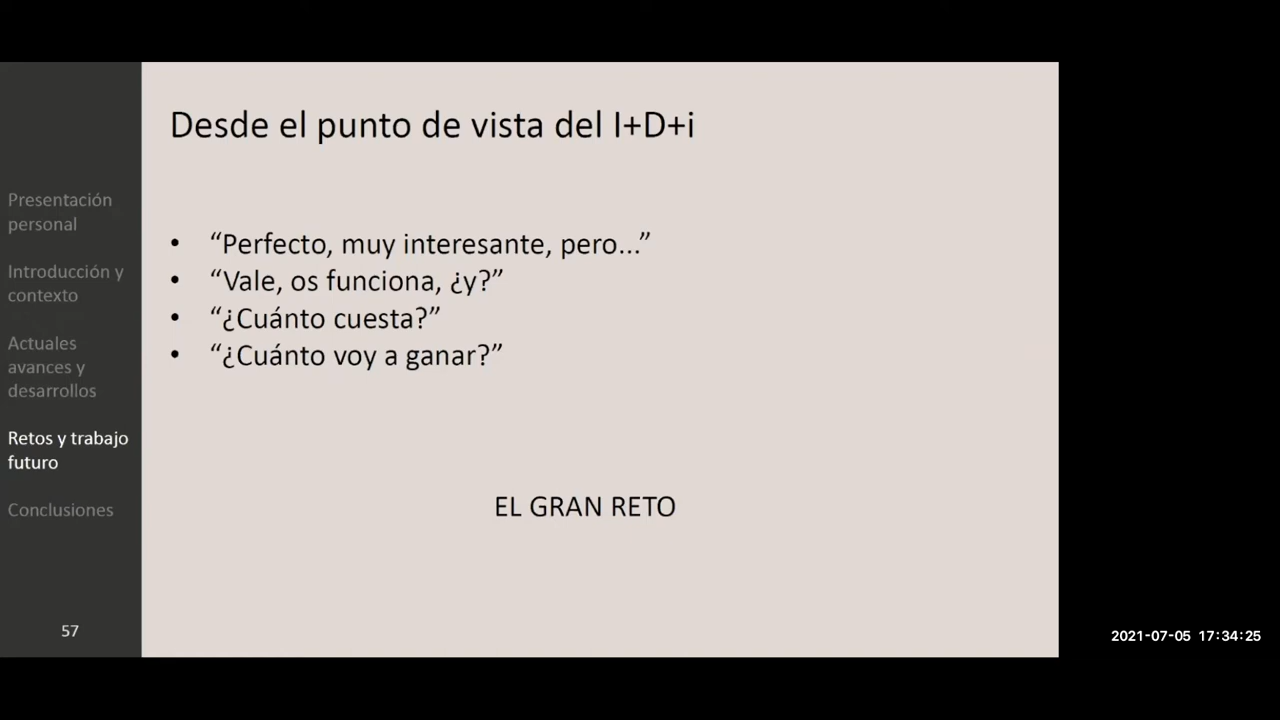 Desde el punto de vista del I+D+i
Presentación
personal
Introducción y
contexto
Actuales
avances y
desarrollos
Retos y trabajo
futuro
Conclusiones
57
• “Perfecto, muy interesante, pero...”
• “Vale, os funciona, ¿y?”
• “¿Cuánto cuesta?”
• “¿Cuánto voy a ganar?”
EL GRAN RETO
2021-07-05 17:34:25